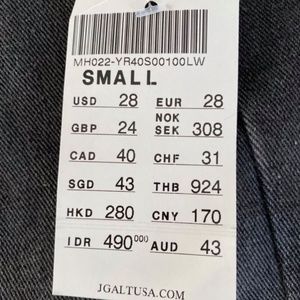 MH022-YR40S00100LW
SMALL
USD 28 EUR 28
GBP 24 NOK SEK 308
CAD 40 CHF 31
SGD 43 THB 924
HKD 280 CNY 170
IDR 490000 AUD 43
JGALTUSA.COM